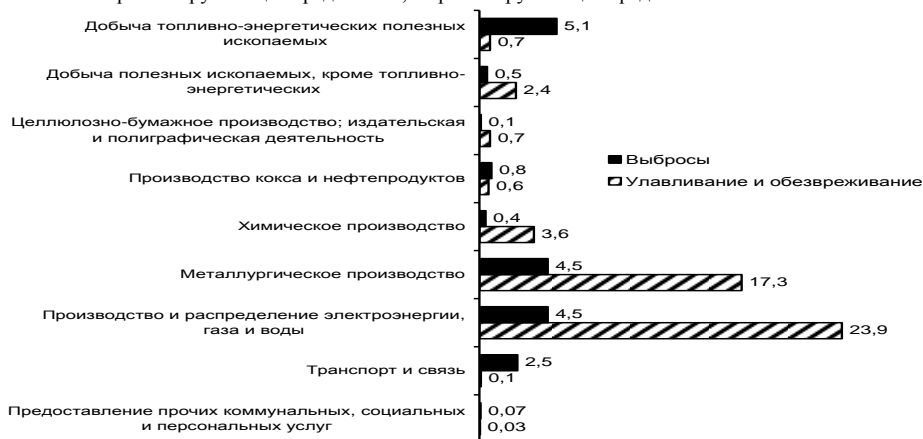 Добыча топливно-энергетических полезных
ископаемых
5,1
0,7
Добыча полезных ископаемых, кроме топливно-
энергетических
0,5
2,4
Целлюлозно-бумажное производство; издательская
и полиграфическая деятельность
0,1
0,7
Производство кокса и нефтепродуктов
0,8
0,6
Выбросы
Улавливание и обезвреживание
Химическое производство
0,4
3,6
Металлургическое производство
4,5
17,3
Производство и распределение электроэнергии,
газа и воды
4,5
23,9
Транспорт и связь
2,5
0,1
Предоставление прочих коммунальных, социальных
и персональных услуг
0,07
0,03